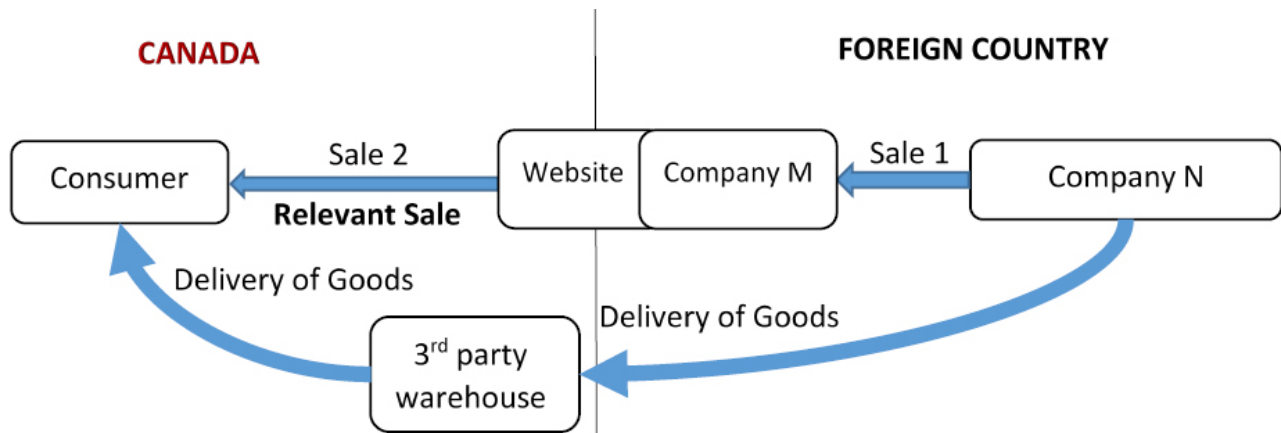 CANADA
FOREIGN COUNTRY
Consumer
Sale 2
Relevant Sale
Website
Company M
Sale 1
Company N
Delivery of Goods
Delivery of Goods
3rd party
warehouse